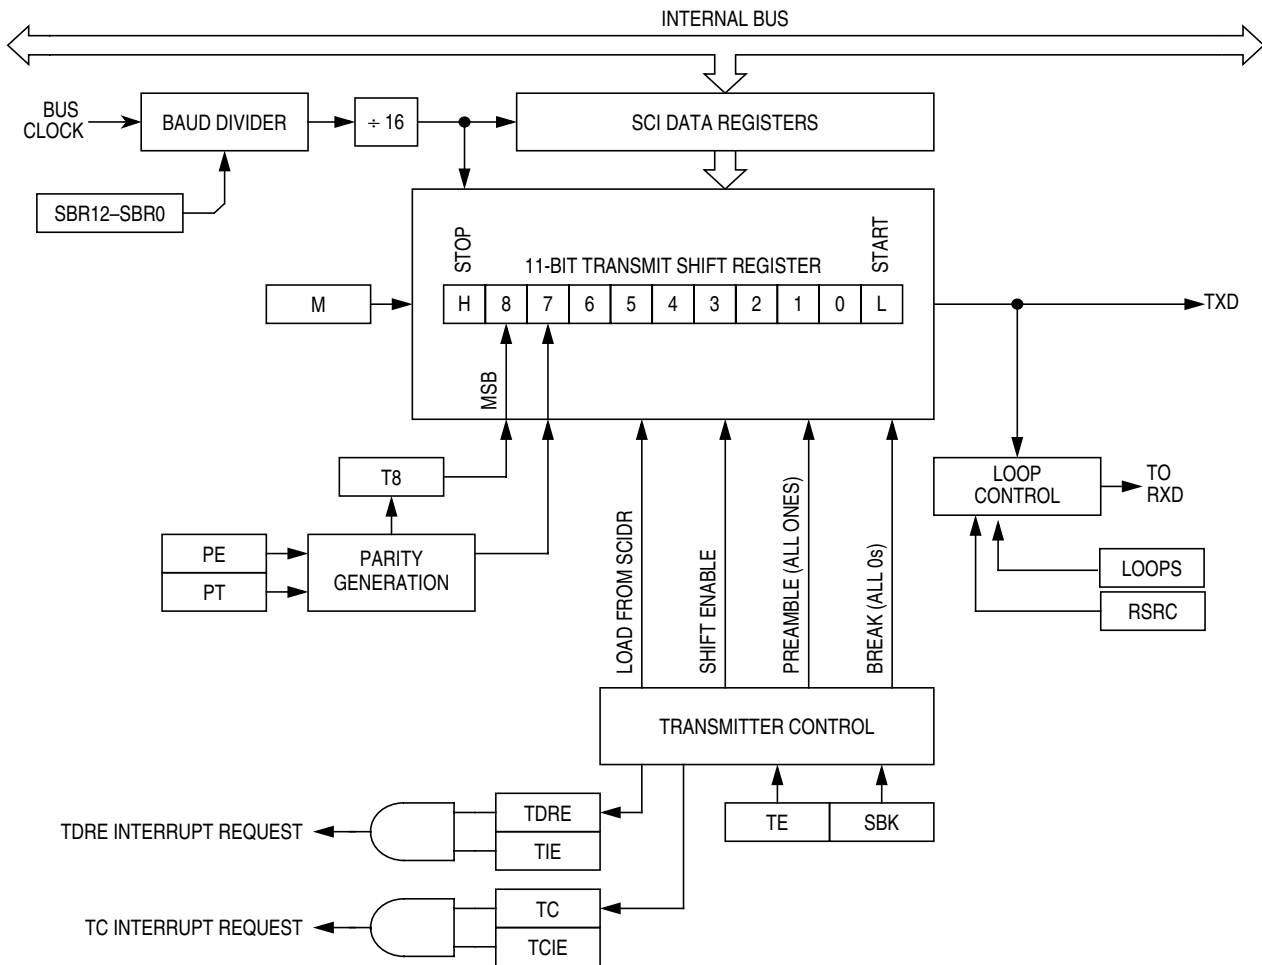 INTERNAL BUS
BUS
CLOCK
BAUD DIVIDER
÷ 16
SCI DATA REGISTERS
SBR12–SBR0
STOP
11-BIT TRANSMIT SHIFT REGISTER
START
M
H 8 7 6 5 4 3 2 1 0 L
TXD
MSB
T8
LOOP
CONTROL
TO
RXD
PE
PT
PARITY
GENERATION
LOAD FROM SCIDR
SHIFT ENABLE
PREAMBLE (ALL ONES)
BREAK (ALL 0s)
LOOPS
RSRC
TRANSMITTER CONTROL
TDRE INTERRUPT REQUEST
TDRE
TIE
TE
SBK
TC INTERRUPT REQUEST
TC
TCIE